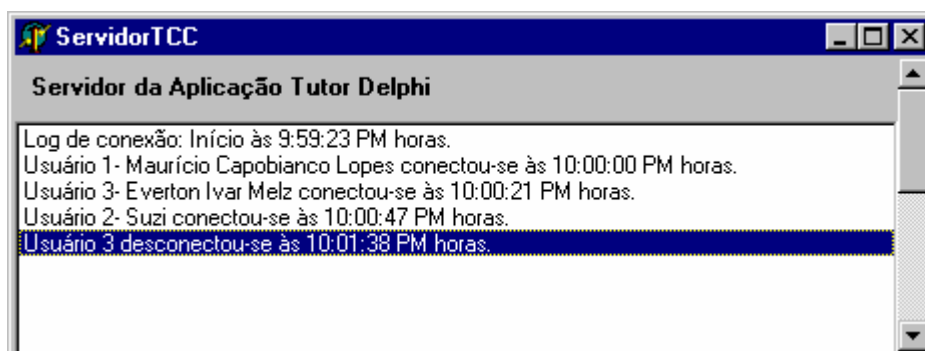 ServidorTCC
Servidor da Aplicação Tutor Delphi
Log de conexão: Início às 9:59:23 PM horas.
Usuário 1- Maurício Capobianco Lopes conectou-se às 10:00:00 PM horas.
Usuário 3- Everton Ivar Melz conectou-se às 10:00:21 PM horas.
Usuário 2- Suzi conectou-se às 10:00:47 PM horas.
Usuário 3 desconectou-se às 10:01:38 PM horas.